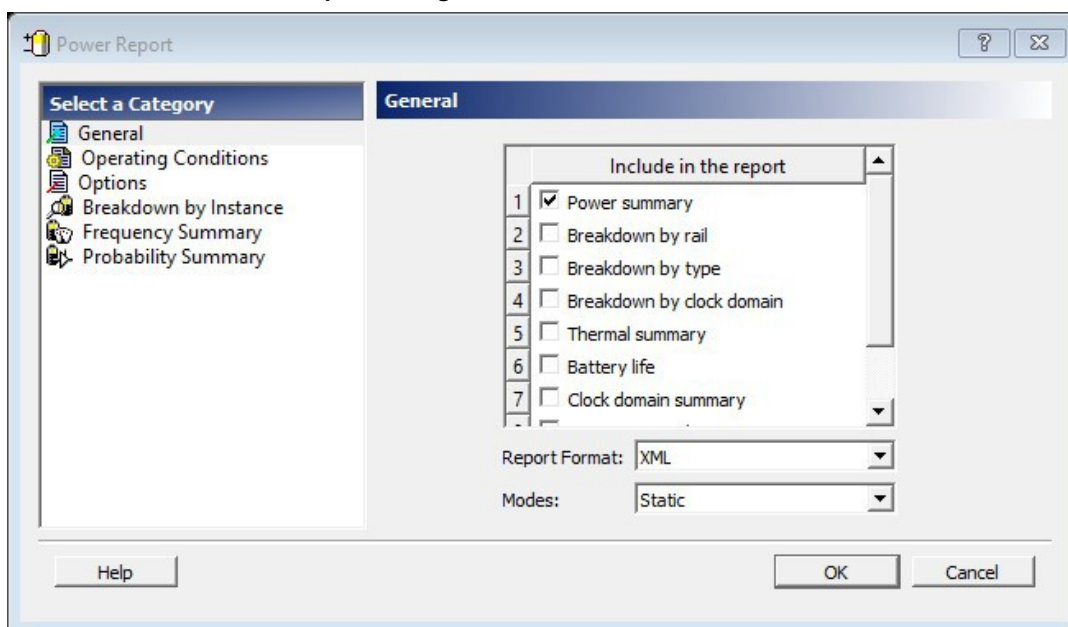 Power Report
Select a Category
General
Operating Conditions
Options
Breakdown by Instance
Frequency Summary
Probability Summary
General
Include in the report
1 Power summary
2 Breakdown by rail
3 Breakdown by type
4 Breakdown by clock domain
5 Thermal summary
6 Battery life
7 Clock domain summary
Report Format: XML
Modes: Static
Help
OK
Cancel